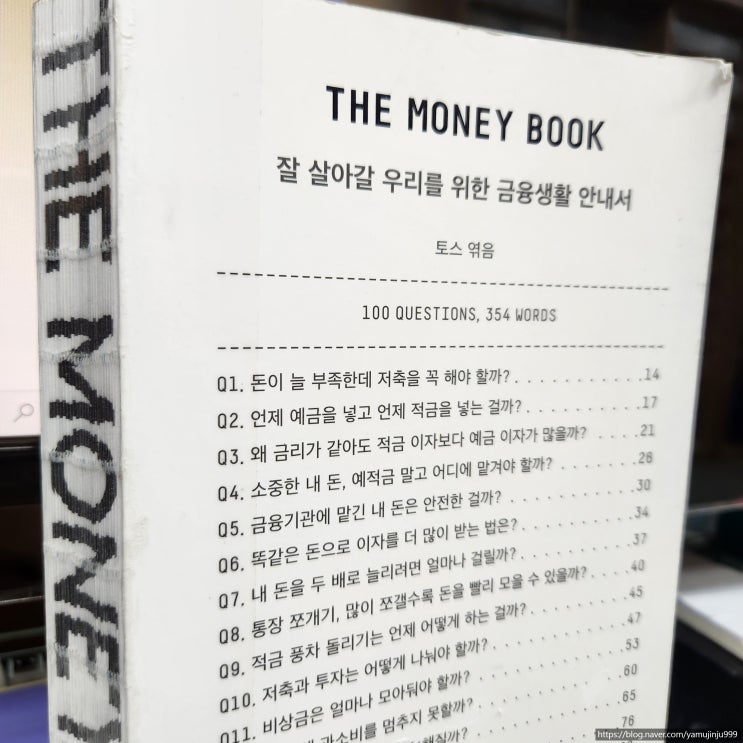 THE MONEY
THE MONEY BOOK
잘 살아갈 우리를 위한 금융생활 안내서
토스 엮음
100 QUESTIONS, 354 WORDS
Q1. 돈이 늘 부족한데 저축을 꼭 해야 할까? . . . . . . . . . . . 14
Q2. 언제 예금을 넣고 언제 적금을 넣는 걸까? . . . . . . . . . . 17
Q3. 왜 금리가 같아도 적금 이자보다 예금 이자가 많을까? . . . . 21
Q4. 소중한 내 돈, 예적금 말고 어디에 맡겨야 할까? . . . . . . . 26
Q5. 금융기관에 맡긴 내 돈은 안전한 걸까? . . . . . . . . . . . 30
Q6. 똑같은 돈으로 이자를 더 많이 받는 법은? . . . . . . . . . . 34
Q7. 내 돈을 두 배로 늘리려면 얼마나 걸릴까? . . . . . . . . . . 37
Q8. 통장 쪼개기, 많이 쪼갤수록 돈을 빨리 모을 수 있을까? . . . . 40
Q9. 적금 풍차 돌리기는 언제 어떻게 하는 걸까? . . . . . . . . . 45
Q10. 저축과 투자는 어떻게 나눠야 할까? . . . . . . . . . . . . 47
Q11. 비상금은 얼마나 모아둬야 할까? . . . . . . . . . . . . . 53
과소비를 멈추지 못할까? . . . . . . . . . . . 60
65
76
https://blog.naver.com/yamujinju999